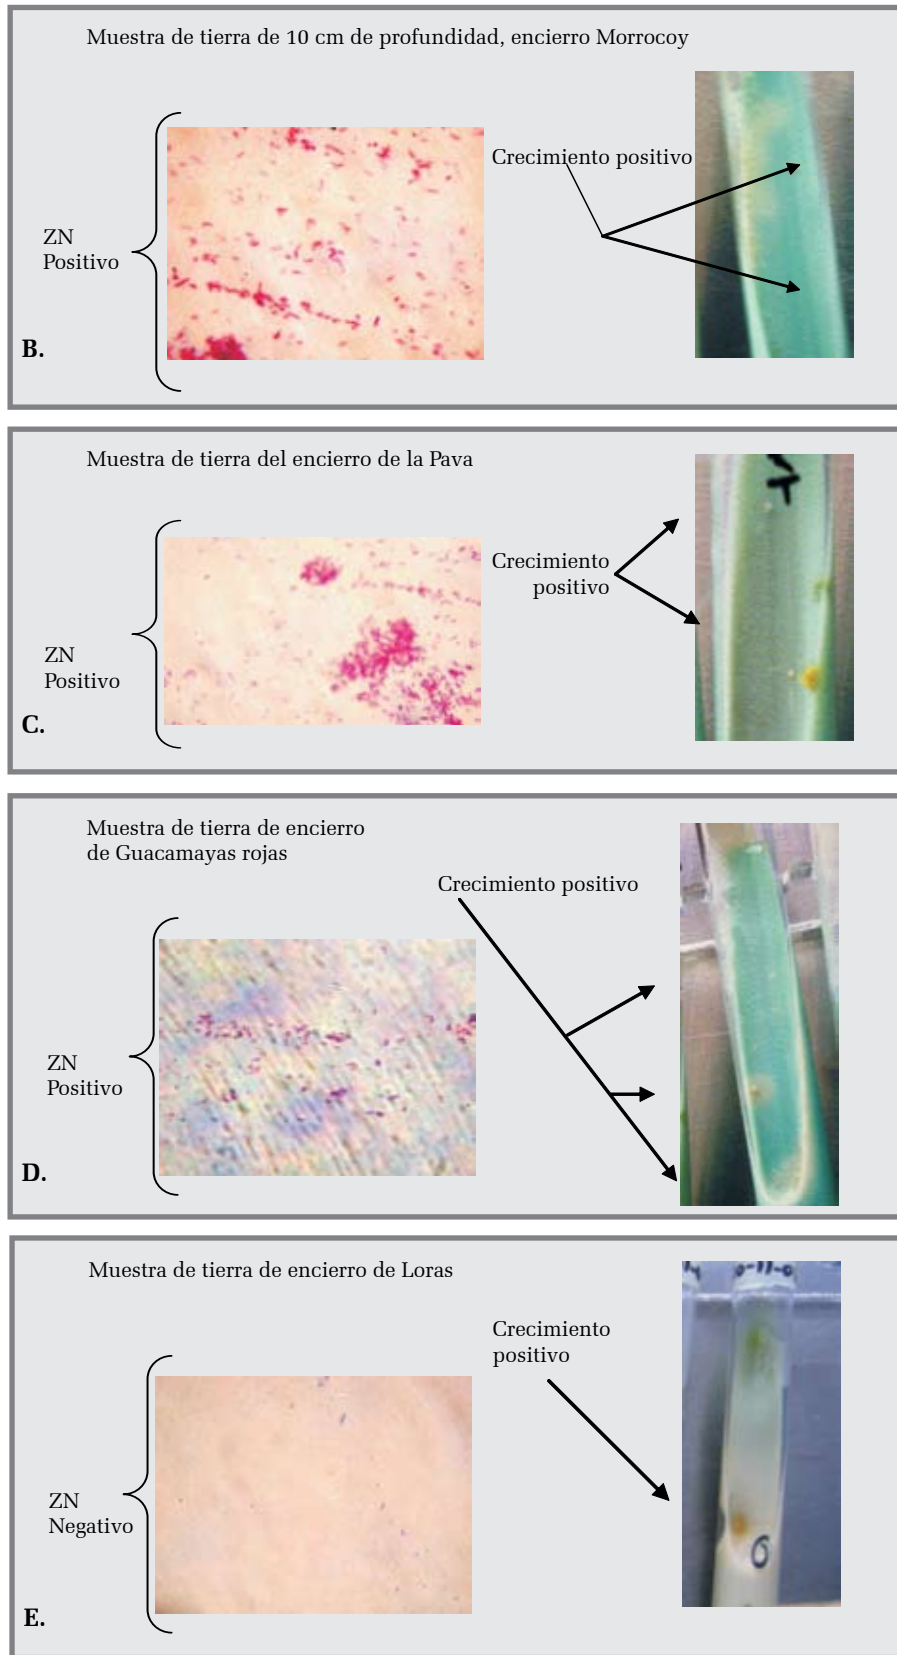 Muestra de tierra de 10 cm de profundidad, encierro Morrocoy
Crecimiento positivo
ZN
Positivo
B.
Muestra de tierra del encierro de la Pava
Crecimiento
positivo
ZN
Positivo
C.
Muestra de tierra de encierro
de Guacamayas rojas
Crecimiento positivo
ZN
Positivo
D.
Muestra de tierra de encierro de Loras
Crecimiento
positivo
ZN
Negativo
E.